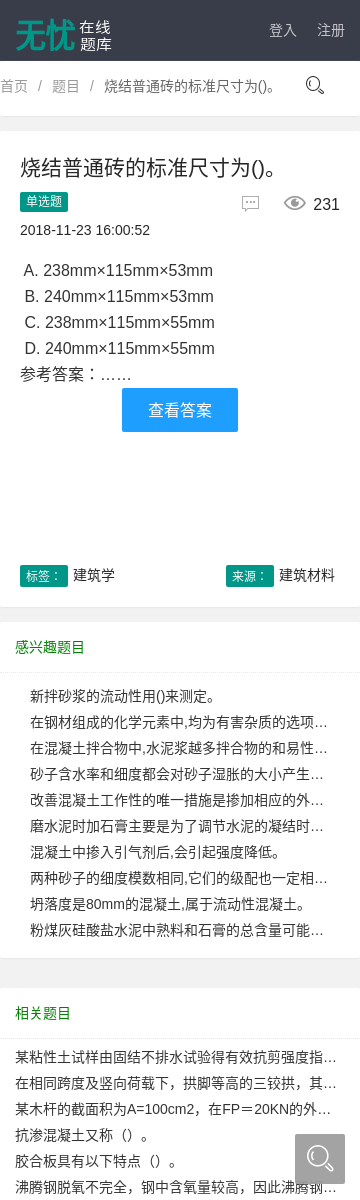 无忧 在线
题库
登入 注册
首页 / 题目 / 烧结普通砖的标准尺寸为()。
烧结普通砖的标准尺寸为()。
单选题 231
2018-11-23 16:00:52
A. 238mm×115mm×53mm
B. 240mm×115mm×53mm
C. 238mm×115mm×55mm
D. 240mm×115mm×55mm
参考答案：……
查看答案
标签： 建筑学 来源： 建筑材料
感兴趣题目
新拌砂浆的流动性用()来测定。
在钢材组成的化学元素中,均为有害杂质的选项…
在混凝土拌合物中,水泥浆越多拌合物的和易性…
砂子含水率和细度都会对砂子湿胀的大小产生…
改善混凝土工作性的唯一措施是掺加相应的外…
磨水泥时加石膏主要是为了调节水泥的凝结时…
混凝土中掺入引气剂后,会引起强度降低。
两种砂子的细度模数相同,它们的级配也一定相…
坍落度是80mm的混凝土,属于流动性混凝土。
粉煤灰硅酸盐水泥中熟料和石膏的总含量可能…
相关题目
某粘性土试样由固结不排水试验得有效抗剪强度指…
在相同跨度及竖向荷载下，拱脚等高的三铰拱，其…
某木杆的截面积为A=100cm2，在FP＝20KN的外…
抗渗混凝土又称（）。
胶合板具有以下特点（）。
沸腾钢脱氧不完全，钢中含氧量较高，因此沸腾钢…